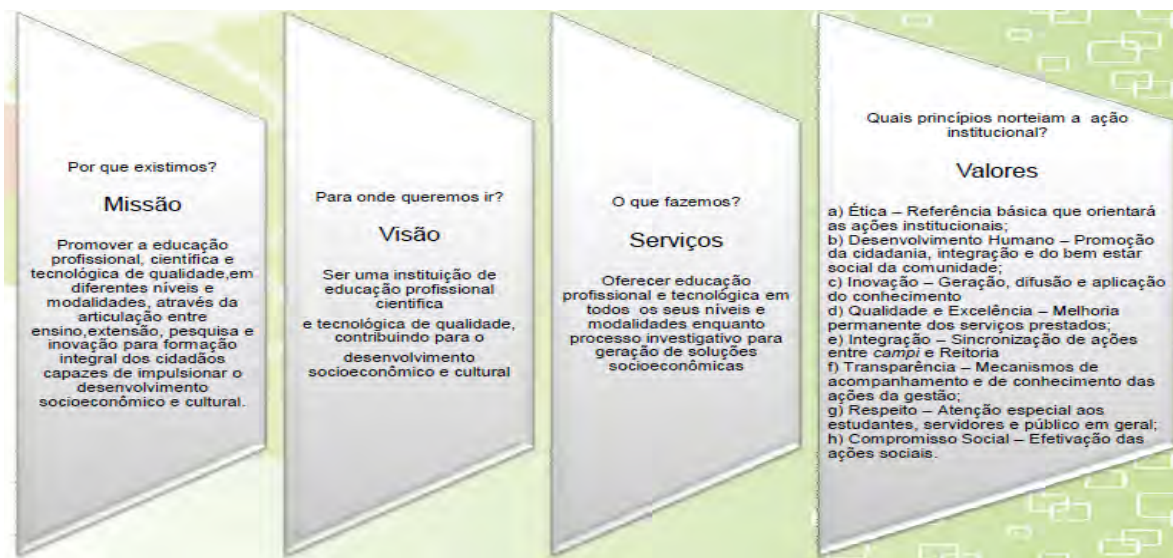 Por que existimos?
Missão
Promover a educação
profissional, científica e
tecnológica de qualidade,em
diferentes níveis e
modalidades, através da
articulação entre
ensino,extensão, pesquisa e
inovação para formação
integral dos cidadãos
capazes de impulsionar o
desenvolvimento
socioeconômico e cultural.
Para onde queremos ir?
Visão
Ser uma instituição de
educação profissional
científica
e tecnológica de qualidade,
contribuindo para o
desenvolvimento
socioeconômico e cultural
O que fazemos?
Serviços
Oferecer educação
profissional e tecnológica em
todos os seus níveis e
modalidades enquanto
processo investigativo para
geração de soluções
socioeconômicas
Quais princípios norteiam a ação
institucional?
Valores
a) Ética – Referência básica que orientará
as ações institucionais;
b) Desenvolvimento Humano – Promoção
da cidadania, integração e do bem estar
social da comunidade;
c) Inovação – Geração, difusão e aplicação
do conhecimento
d) Qualidade e Excelência – Melhoria
permanente dos serviços prestados;
e) Integração – Sincronização de ações
entre campi e Reitoria
f) Transparência – Mecanismos de
acompanhamento e de conhecimento das
ações da gestão;
g) Respeito – Atenção especial aos
estudantes, servidores e público em geral;
h) Compromisso Social – Efetivação das
ações sociais.